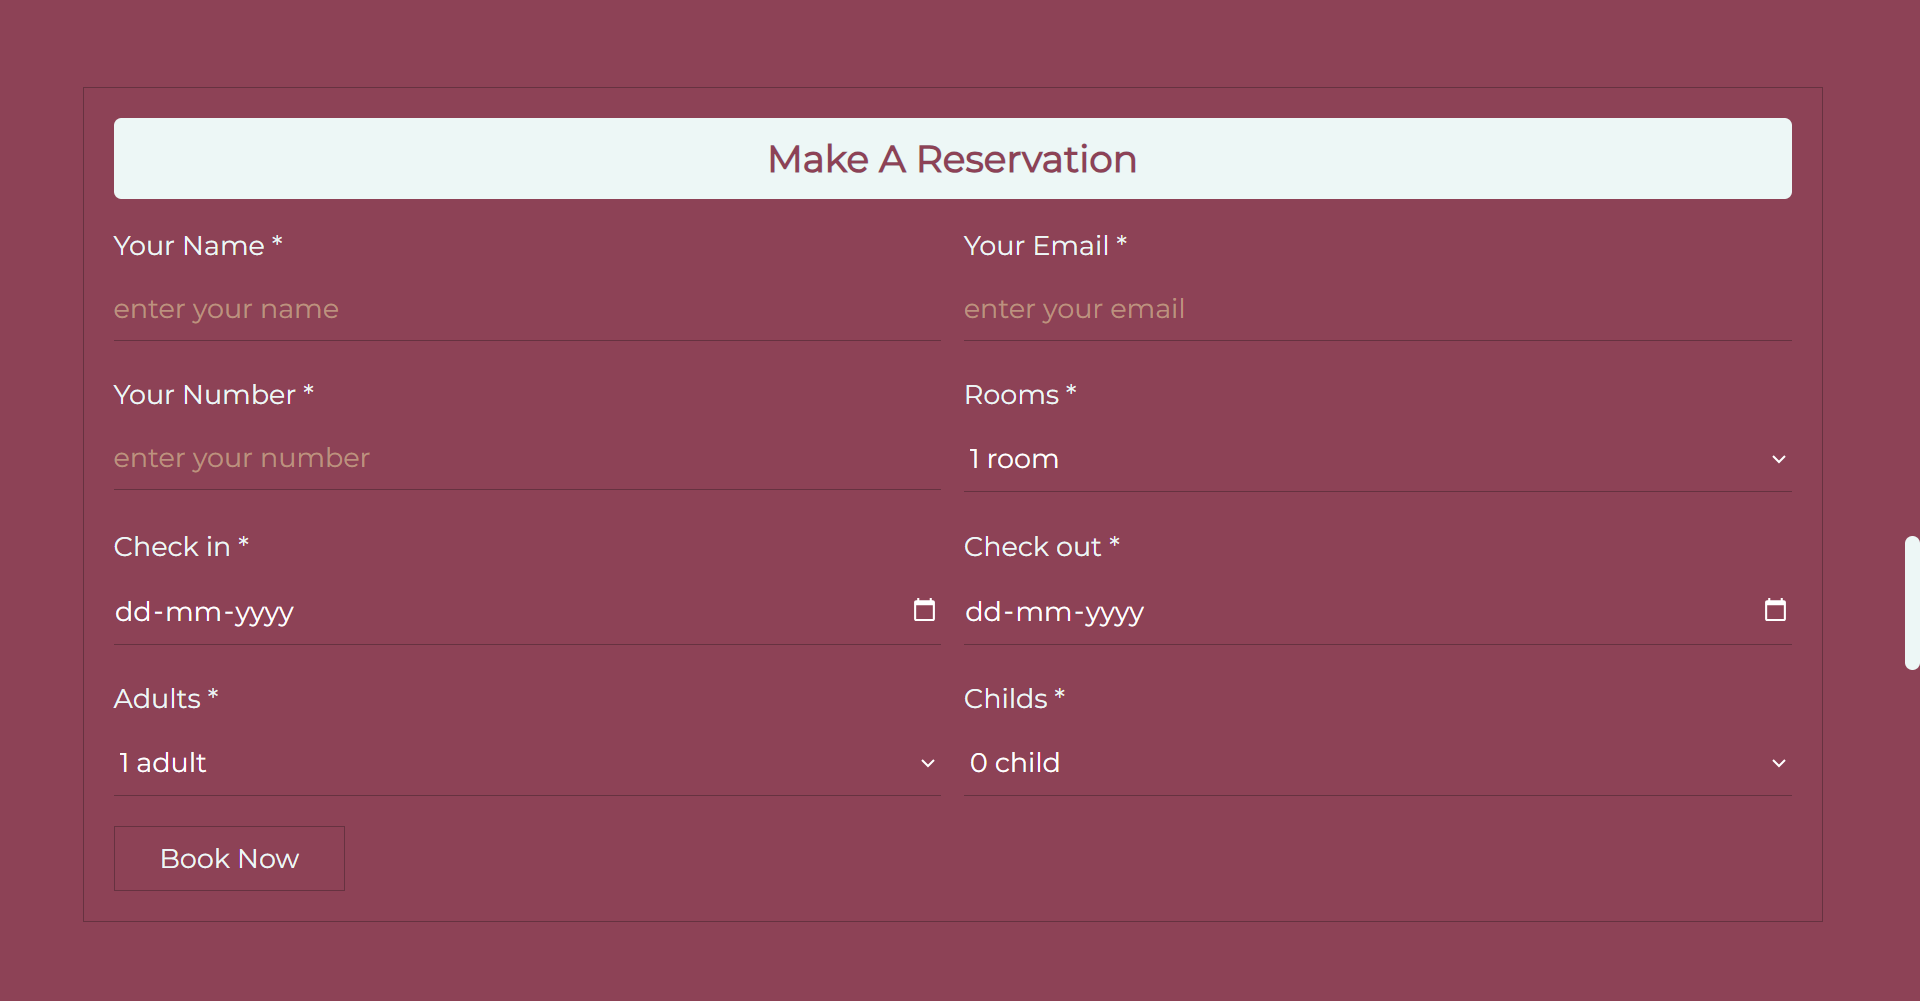 Make A Reservation
Your Name *
enter your name
Your Email *
enter your email
Your Number *
enter your number
Rooms *
1 room
Check in *
dd-mm-yyyy
Check out *
dd-mm-yyyy
Adults *
1 adult
Childs *
0 child
Book Now